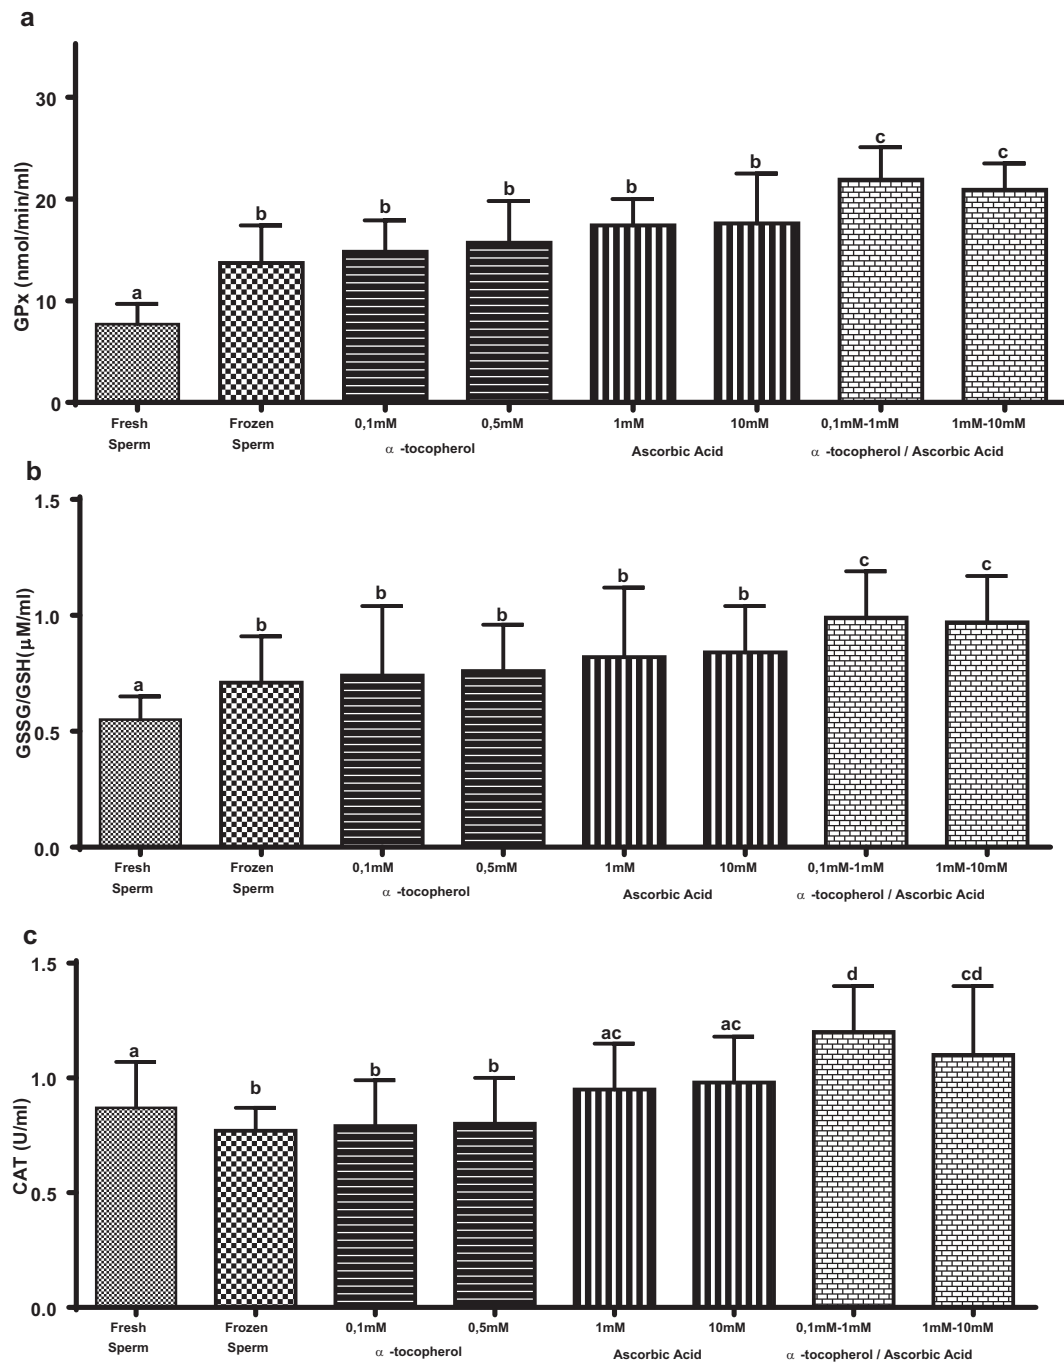 a
GPx (nmol/min/ml)
30
20
10
0
a
b
b
b
b
b
c
c
Fresh Sperm
Frozen Sperm
0,1mM
0,5mM
1mM
10mM
0,1mM-1mM
1mM-10mM
α -tocopherol
Ascorbic Acid
α -tocopherol / Ascorbic Acid
b
GSSG/GSH(µM/ml)
1.5
1.0
0.5
0.0
a
b
b
b
b
b
c
c
Fresh Sperm
Frozen Sperm
0,1mM
0,5mM
1mM
10mM
0,1mM-1mM
1mM-10mM
α -tocopherol
Ascorbic Acid
α -tocopherol / Ascorbic Acid
c
CAT (U/ml)
1.5
1.0
0.5
0.0
a
b
b
b
ac
ac
d
cd
Fresh Sperm
Frozen Sperm
0,1mM
0,5mM
1mM
10mM
0,1mM-1mM
1mM-10mM
α -tocopherol
Ascorbic Acid
α -tocopherol / Ascorbic Acid